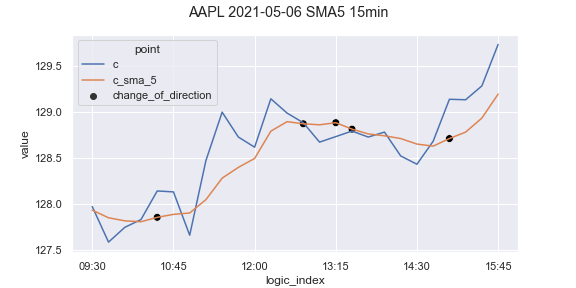 AAPL 2021-05-06 SMA5 15min
point
c
c_sma_5
change_of_direction
129.5
129.0
128.5
128.0
127.5
value
09:30 10:45 12:00 13:15 14:30 15:45
logic_index